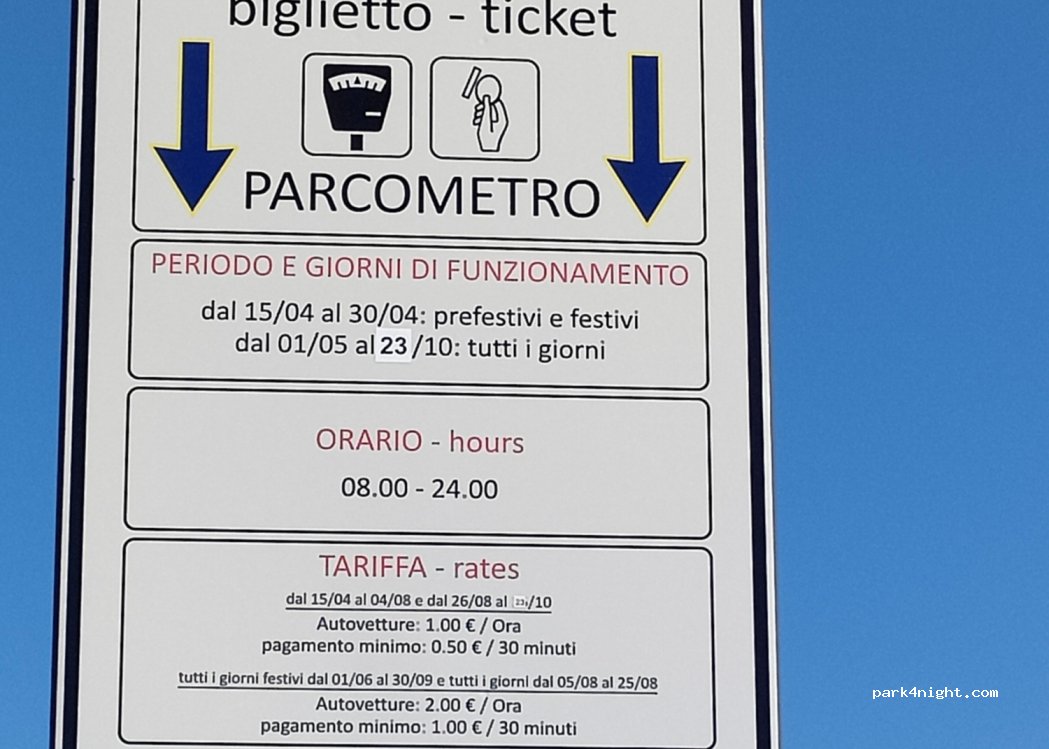 biglietto - ticket
PARCOMETRO
PERIODO E GIORNI DI FUNZIONAMENTO
dal 15/04 al 30/04: prefestivi e festivi
dal 01/05 al 23/10: tutti i giorni
ORARIO - hours
08.00 - 24.00
TARIFFA - rates
dal 15/04 al 04/08 e dal 26/08 al 23/10
Autovetture: 1.00 € / Ora
pagamento minimo: 0.50 € / 30 minuti
tutti i giorni festivi dal 01/06 al 30/09 e tutti i giorni dal 05/08 al 25/08
Autovetture: 2.00 € / Ora
pagamento minimo: 1.00 € / 30 minuti
park4night.com